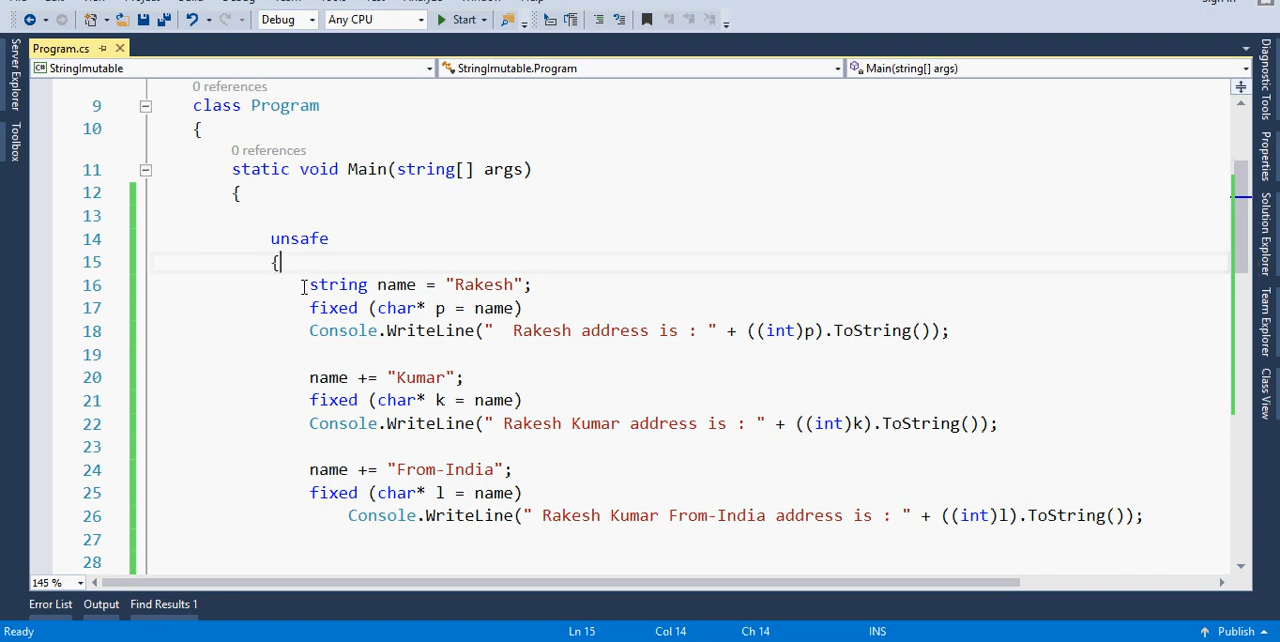 Debug
Any CPU
Start
Program.cs
StringImutable
StringImutable.Program
Main(string[] args)
Server Explorer
Toolbox
0 references
9 class Program
10 {
0 references
11 static void Main(string[] args)
12 {
13
14 unsafe
15 {
16 string name = "Rakesh";
17 fixed (char* p = name)
18 Console.WriteLine("  Rakesh address is : " + ((int)p).ToString());
19
20 name += "Kumar";
21 fixed (char* k = name)
22 Console.WriteLine(" Rakesh Kumar address is : " + ((int)k).ToString());
23
24 name += "From-India";
25 fixed (char* l = name)
26 Console.WriteLine(" Rakesh Kumar From-India address is : " + ((int)l).ToString());
27
28
Diagnostic Tools
Properties
Solution Explorer
Team Explorer
Class View
145 %
Error List Output Find Results 1
Ready Ln 15 Col 14 Ch 14 INS Publish